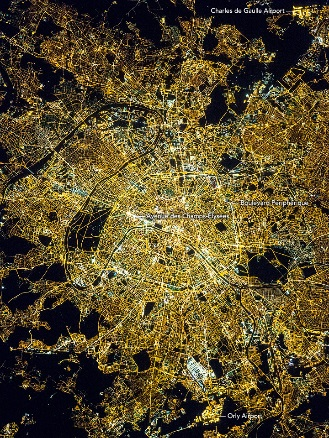 Charles de Gaulle Airport
Boulevard Périphérique
Avenue des Champs-Élysées
Orly Airport